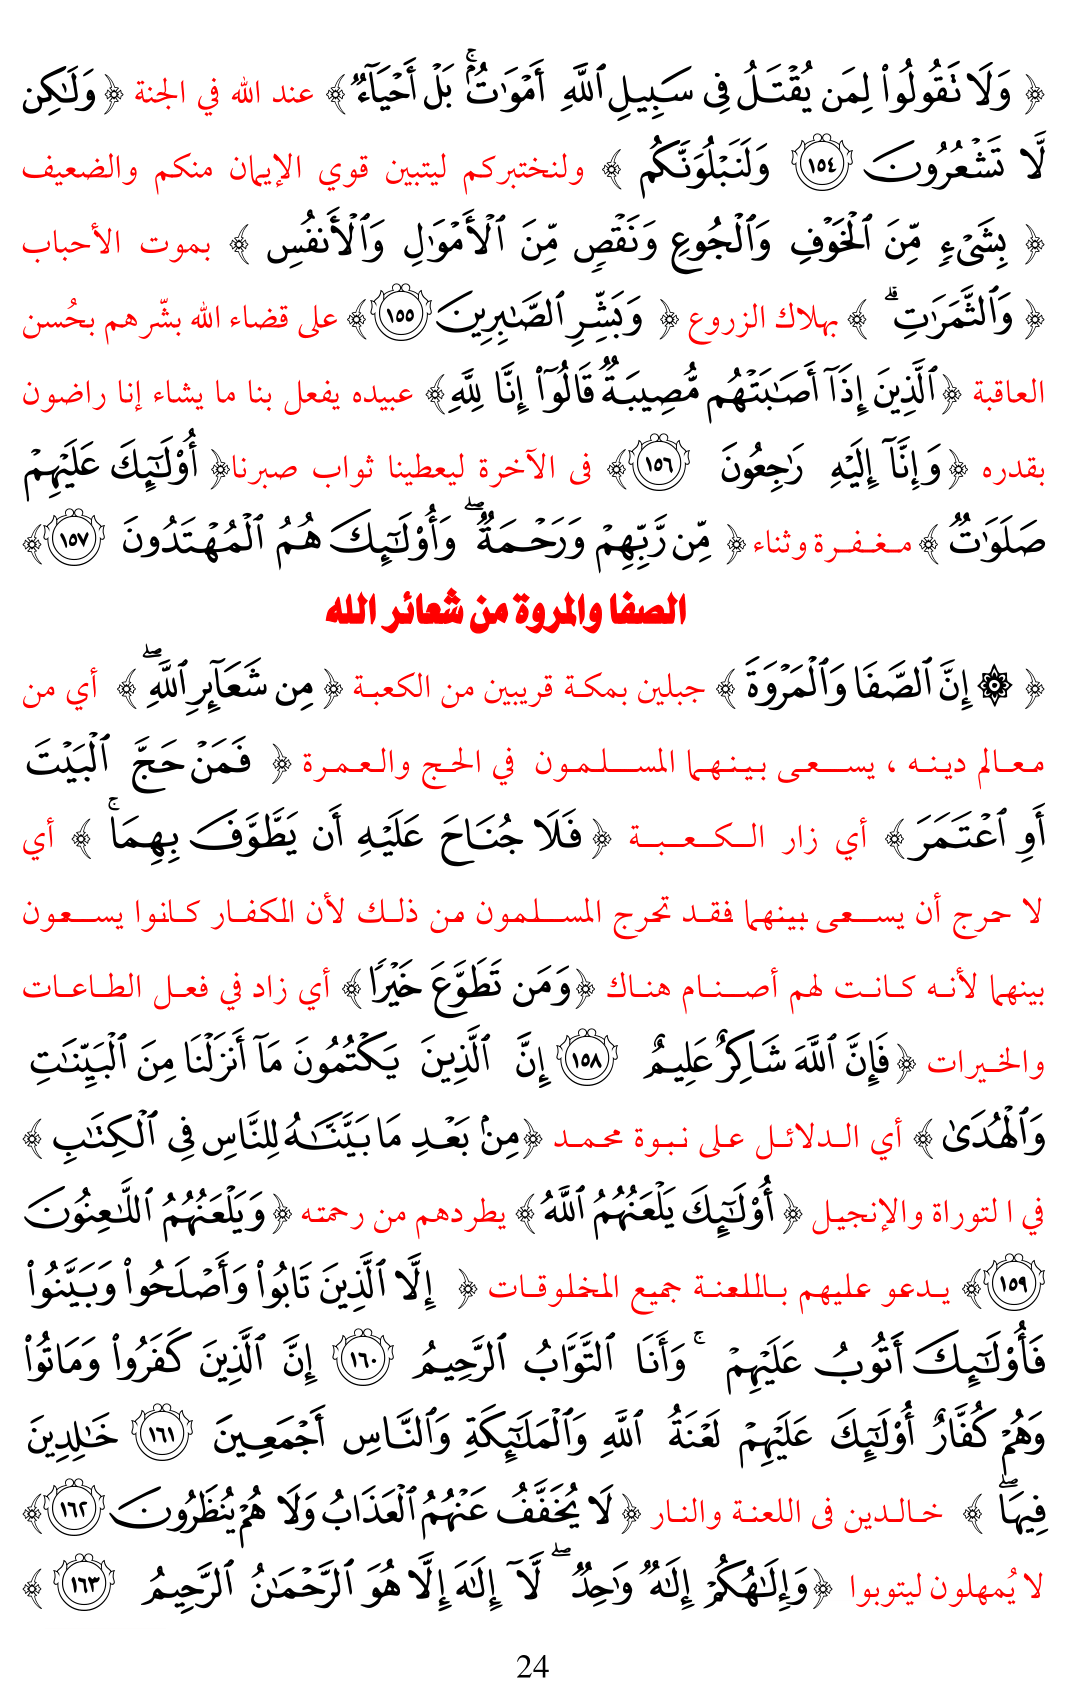 ﴿ وَلَا تَقُولُوا۟ لِمَن يُقْتَلُ فِى سَبِيلِ ٱللَّهِ أَمْوَٰتٌۢ ۚ بَلْ أَحْيَآءٌ ﴾ عند الله في الجنة ﴿ وَلَـٰكِن
لَّا تَشْعُرُونَ ١٥٤ وَلَنَبْلُوَنَّكُم ﴾ ولنختبركم ليتبين قوي الإيمان منكم والضعيف
﴿ بِشَىْءٍ مِّنَ ٱلْخَوْفِ وَٱلْجُوعِ وَنَقْصٍ مِّنَ ٱلْأَمْوَٰلِ وَٱلْأَنفُسِ ﴾ بموت الأحباب
﴿ وَٱلثَّمَرَٰتِ ۗ ﴾ بهلاك الزروع ﴿ وَبَشِّرِ ٱلصَّـٰبِرِينَ ١٥٥ ﴾ على قضاء الله بشّرهم بحُسن
العاقبة ﴿ ٱلَّذِينَ إِذَآ أَصَـٰبَتْهُم مُّصِيبَةٌ قَالُوٓا۟ إِنَّا لِلَّهِ ﴾ عبيده يفعل بنا ما يشاء إنا راضون
بقدره ﴿ وَإِنَّآ إِلَيْهِ رَٰجِعُونَ ١٥٦ ﴾ فى الآخرة ليعطينا ثواب صبرنا ﴿ أُو۟لَـٰٓئِكَ عَلَيْهِمْ
صَلَوَٰتٌ ﴾ مغفرة وثناء ﴿ مِّن رَّبِّهِمْ وَرَحْمَةٌ ۖ وَأُو۟لَـٰٓئِكَ هُمُ ٱلْمُهْتَدُونَ ١٥٧ ﴾
الصفا والمروة من شعائر الله
﴿ ۞ إِنَّ ٱلصَّفَا وَٱلْمَرْوَةَ ﴾ جبلين بمكة قريبين من الكعبة ﴿ مِن شَعَآئِرِ ٱللَّهِ ۖ ﴾ أي من
معالم دينه ، يسعى بينهما المسلمون في الحج والعمرة ﴿ فَمَنْ حَجَّ ٱلْبَيْتَ
أَوِ ٱعْتَمَرَ ﴾ أي زار الكعبة ﴿ فَلَا جُنَاحَ عَلَيْهِ أَن يَطَّوَّفَ بِهِمَا ۚ ﴾ أي
لا حرج أن يسعى بينهما فقد تحرج المسلمون من ذلك لأن المكفار كانوا يسعون
بينهما لأنه كانت لهم أصنام هناك ﴿ وَمَن تَطَوَّعَ خَيْرًا ﴾ أي زاد في فعل الطاعات
والخيرات ﴿ فَإِنَّ ٱللَّهَ شَاكِرٌ عَلِيمٌ ١٥٨ إِنَّ ٱلَّذِينَ يَكْتُمُونَ مَآ أَنزَلْنَا مِنَ ٱلْبَيِّنَـٰتِ
وَٱلْهُدَىٰ ﴾ أي الدلائل على نبوة محمد ﴿ مِنۢ بَعْدِ مَا بَيَّنَّـٰهُ لِلنَّاسِ فِى ٱلْكِتَـٰبِ ﴾
في ا لتوراة والإنجيل ﴿ أُو۟لَـٰٓئِكَ يَلْعَنُهُمُ ٱللَّهُ ﴾ يطردهم من رحمته ﴿ وَيَلْعَنُهُمُ ٱللَّـٰعِنُونَ
١٥٩ ﴾ يدعو عليهم باللعنة جميع المخلوقات ﴿ إِلَّا ٱلَّذِينَ تَابُوا۟ وَأَصْلَحُوا۟ وَبَيَّنُوا۟
فَأُو۟لَـٰٓئِكَ أَتُوبُ عَلَيْهِمْ ۚ وَأَنَا ٱلتَّوَّابُ ٱلرَّحِيمُ ١٦٠ إِنَّ ٱلَّذِينَ كَفَرُوا۟ وَمَاتُوا۟
وَهُمْ كُفَّارٌ أُو۟لَـٰٓئِكَ عَلَيْهِمْ لَعْنَةُ ٱللَّهِ وَٱلْمَلَـٰٓئِكَةِ وَٱلنَّاسِ أَجْمَعِينَ ١٦١ خَـٰلِدِينَ
فِيهَا ۖ ﴾ خالدين فى اللعنة والنار ﴿ لَا يُخَفَّفُ عَنْهُمُ ٱلْعَذَابُ وَلَا هُمْ يُنظَرُونَ ١٦٢ ﴾
لا يُمهلون ليتوبوا ﴿ وَإِلَـٰهُكُمْ إِلَـٰهٌ وَٰحِدٌ ۖ لَّآ إِلَـٰهَ إِلَّا هُوَ ٱلرَّحْمَـٰنُ ٱلرَّحِيمُ ١٦٣ ﴾
24